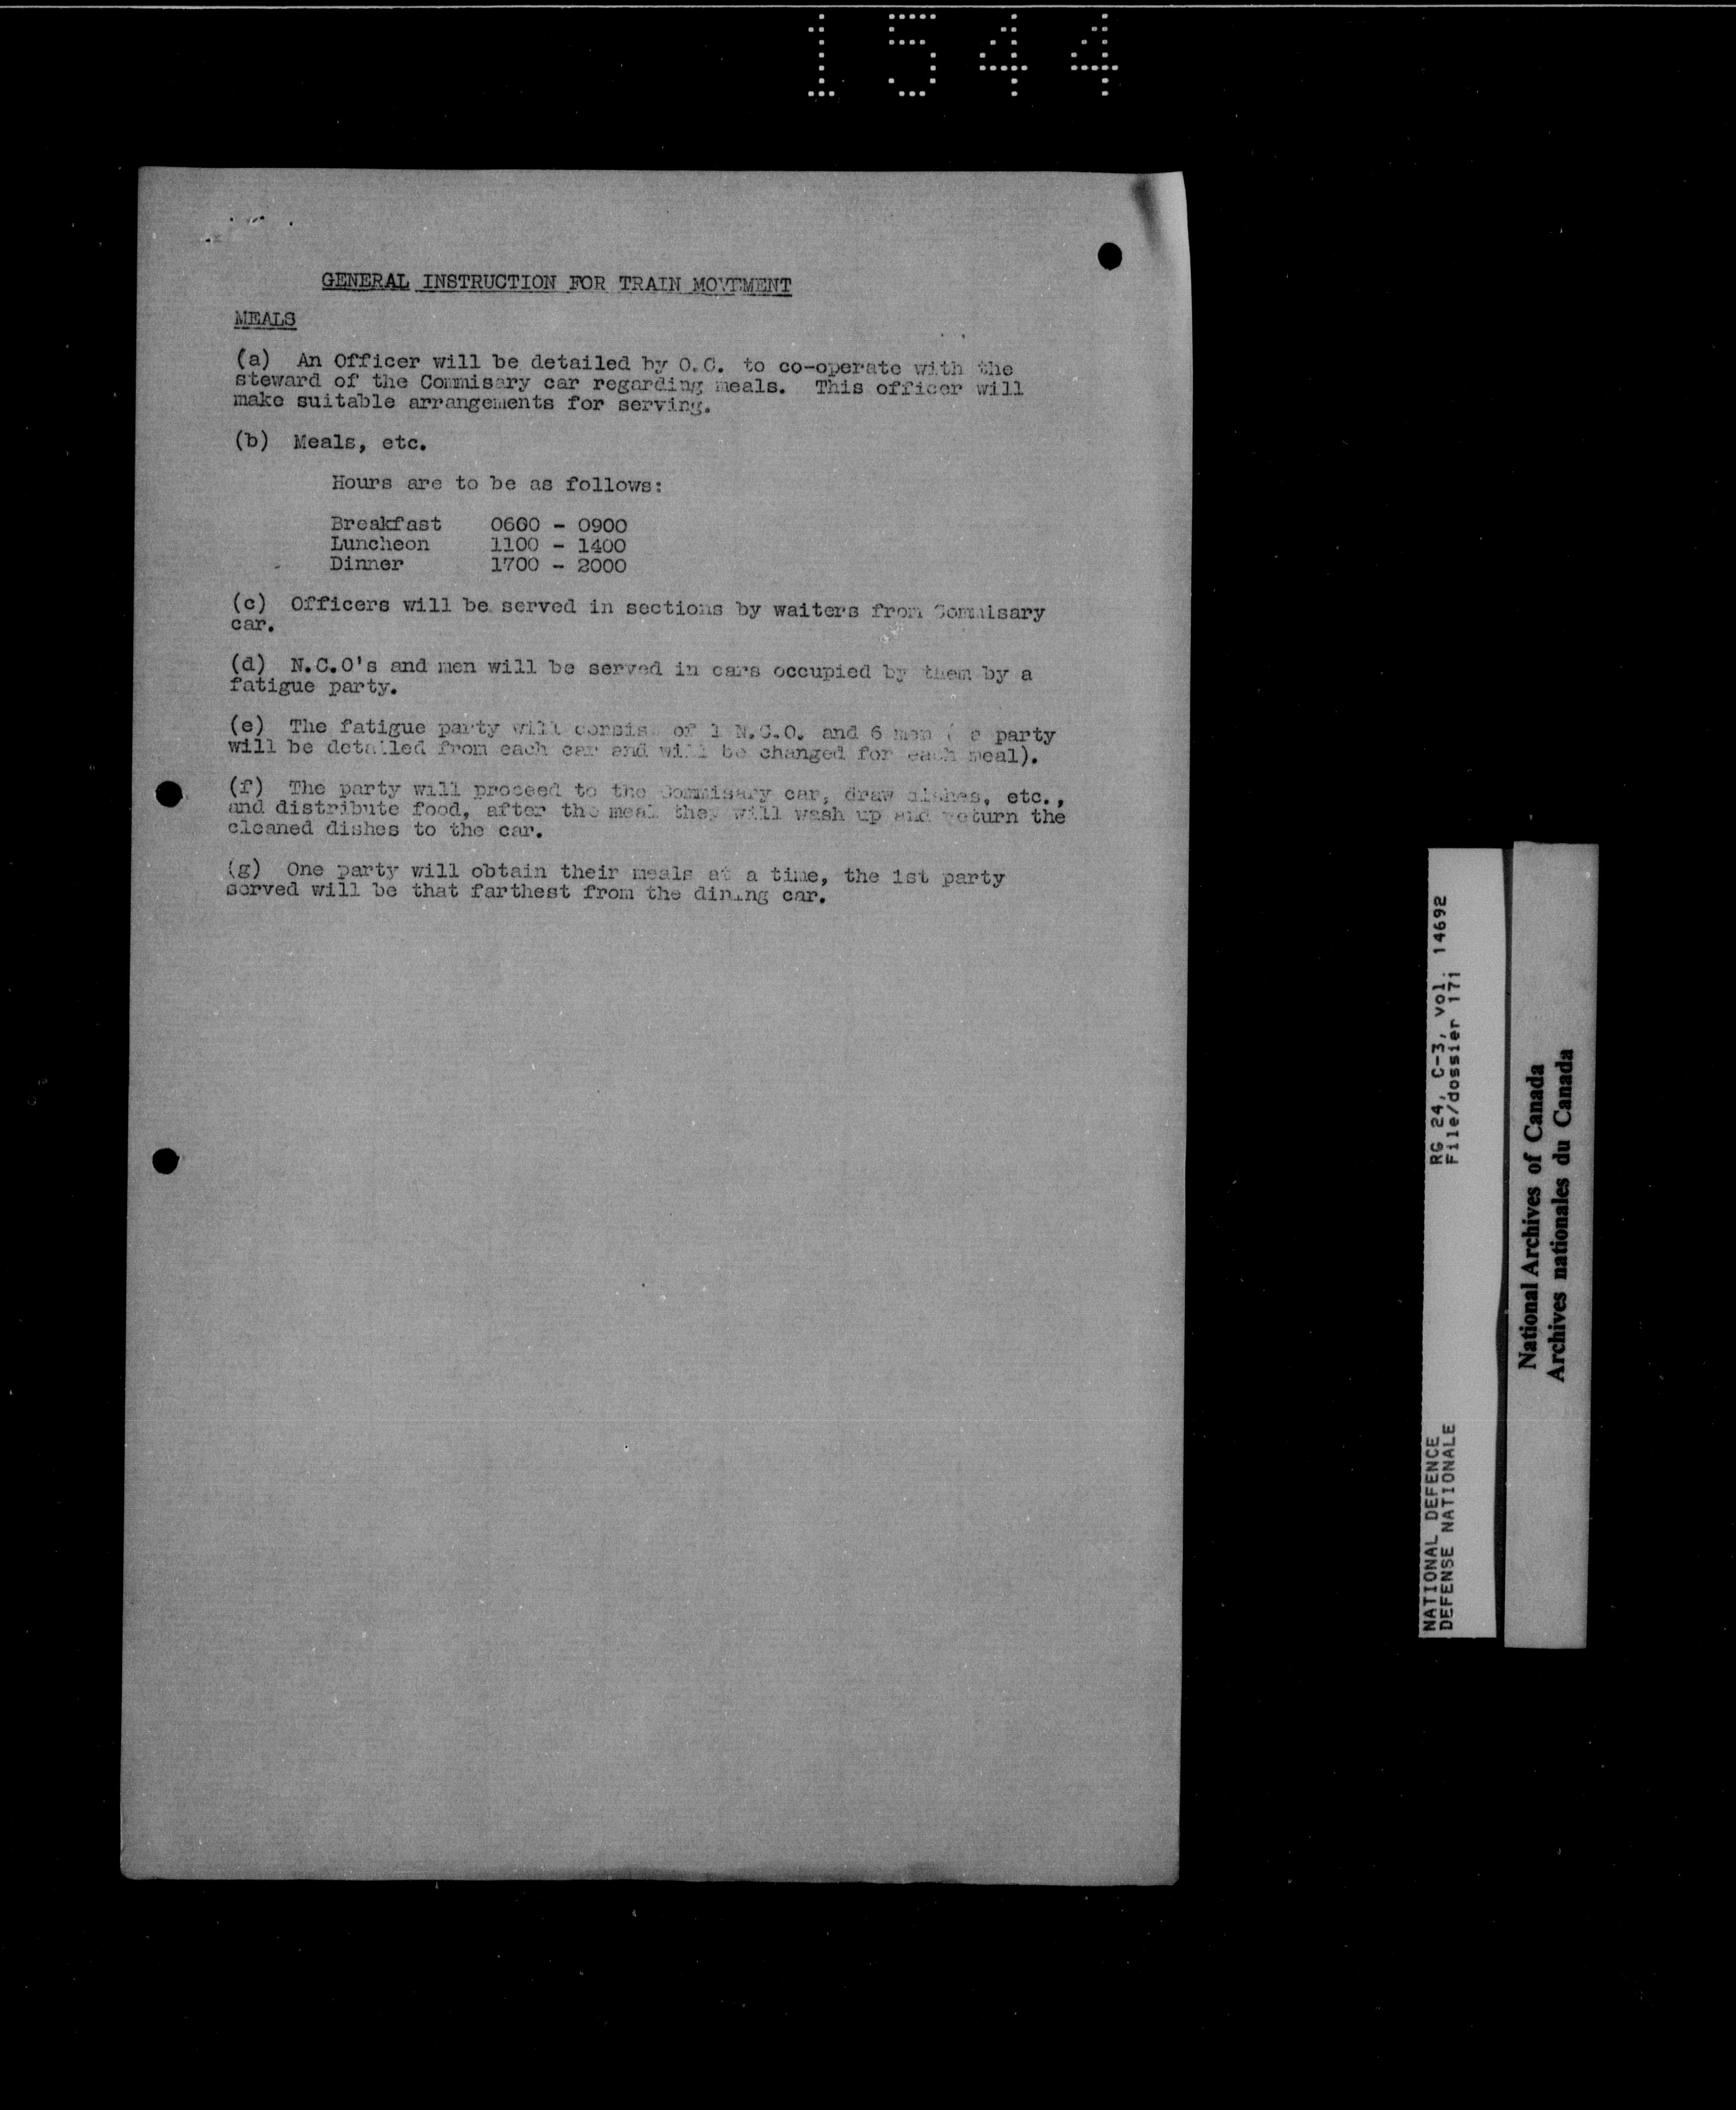 1544
GENERAL INSTRUCTION FOR TRAIN MOVEMENT
MEALS
(a) An Officer will be detailed by O.C. to co-operate with the
steward of the Commisary car regarding meals. This officer will
make suitable arrangements for serving.
(b) Meals, etc.
Hours are to be as follows:
Breakfast 0600 - 0900
Luncheon 1100 - 1400
Dinner 1700 - 2000
(c) Officers will be served in sections by waiters from Commisary
car.
(d) N.C.O's and men will be served in cars occupied by them by a
fatigue party.
(e) The fatigue party will consist of 1 N.C.O. and 6 men ( a party
will be detailed from each car and will be changed for each meal).
(f) The party will proceed to the Commisary car, draw dishes, etc.,
and distribute food, after the meal they will wash up and return the
cleaned dishes to the car.
(g) One party will obtain their meals at a time, the 1st party
served will be that farthest from the dining car.
NATIONAL DEFENCE RG 24, C-3, vol. 14692
DEFENSE NATIONALE File/dossier 171
National Archives of Canada
Archives nationales du Canada